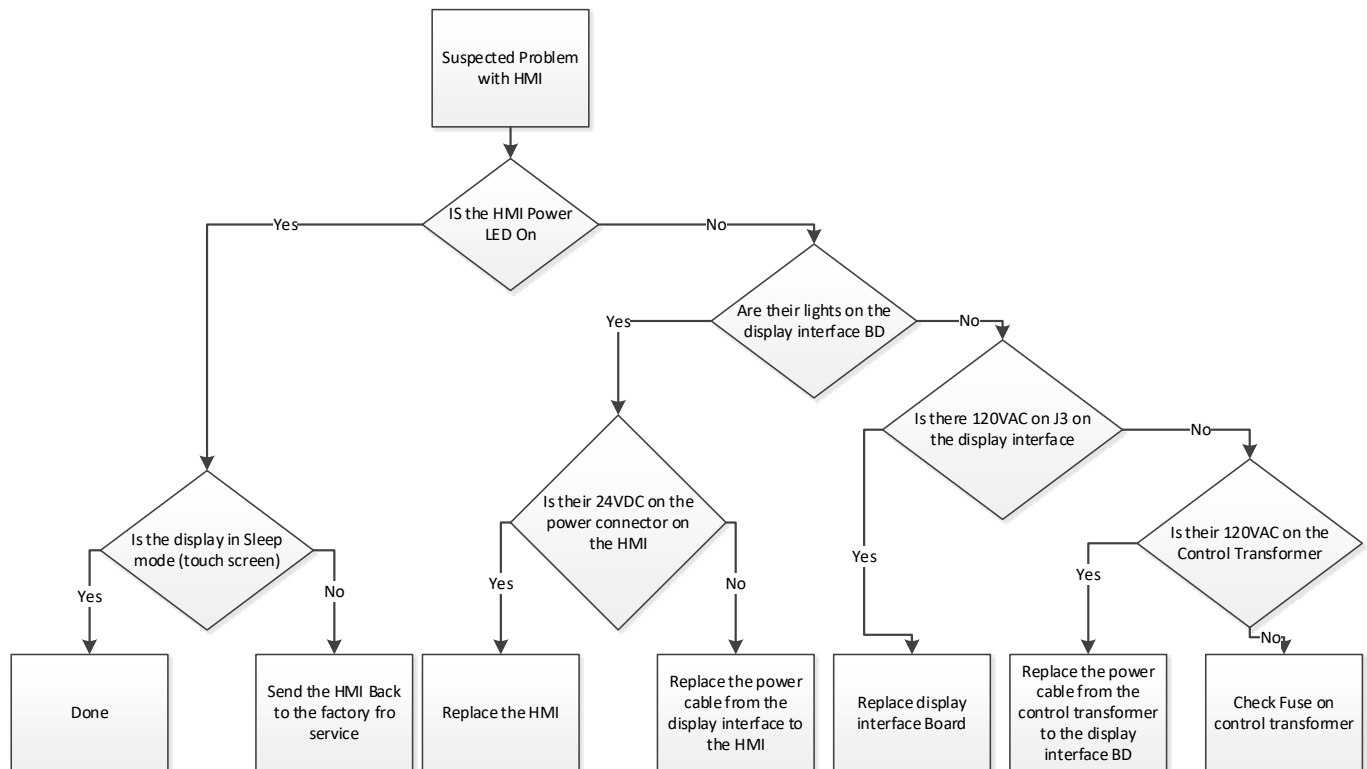 Suspected Problem
with HMI
IS the HMI Power
LED On
Yes
No
Are their lights on the
display interface BD
Yes
No
Is there 120VAC on J3 on
the display interface
No
Is their 24VDC on the
power connector on
the HMI
Is the display in Sleep
mode (touch screen)
Is their 120VAC on the
Control Transformer
Yes
No
Yes
No
Yes
Yes
No
Done
Send the HMI Back
to the factory fro
service
Replace the HMI
Replace the power
cable from the
display interface to
the HMI
Replace display
interface Board
Replace the power
cable from the
control transformer
to the display
interface BD
Check Fuse on
control transformer